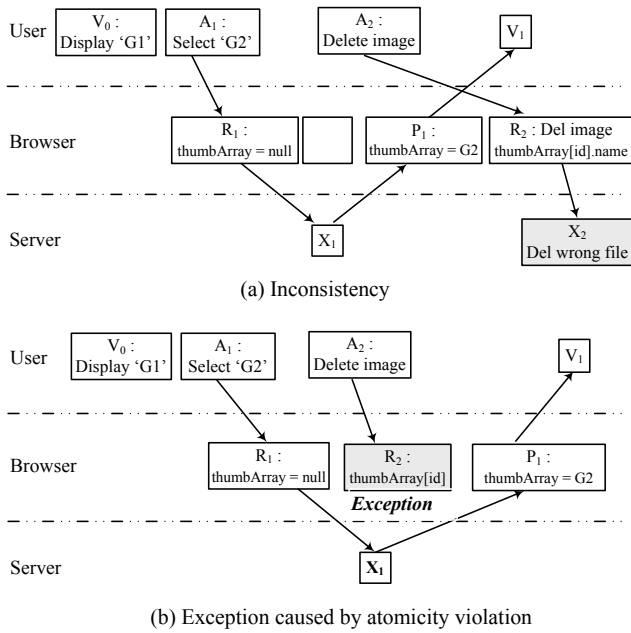 User
V0 :
Display ‘G1’
A1 :
Select ‘G2’
A2 :
Delete image
V1
Browser
R1 :
thumbArray = null
P1 :
thumbArray = G2
R2 : Del image
thumbArray[id].name
Server
X1
X2
Del wrong file
(a) Inconsistency
User
V0 :
Display ‘G1’
A1 :
Select ‘G2’
A2 :
Delete image
V1
Browser
R1 :
thumbArray = null
R2 :
thumbArray[id]
Exception
P1 :
thumbArray = G2
Server
X1
(b) Exception caused by atomicity violation